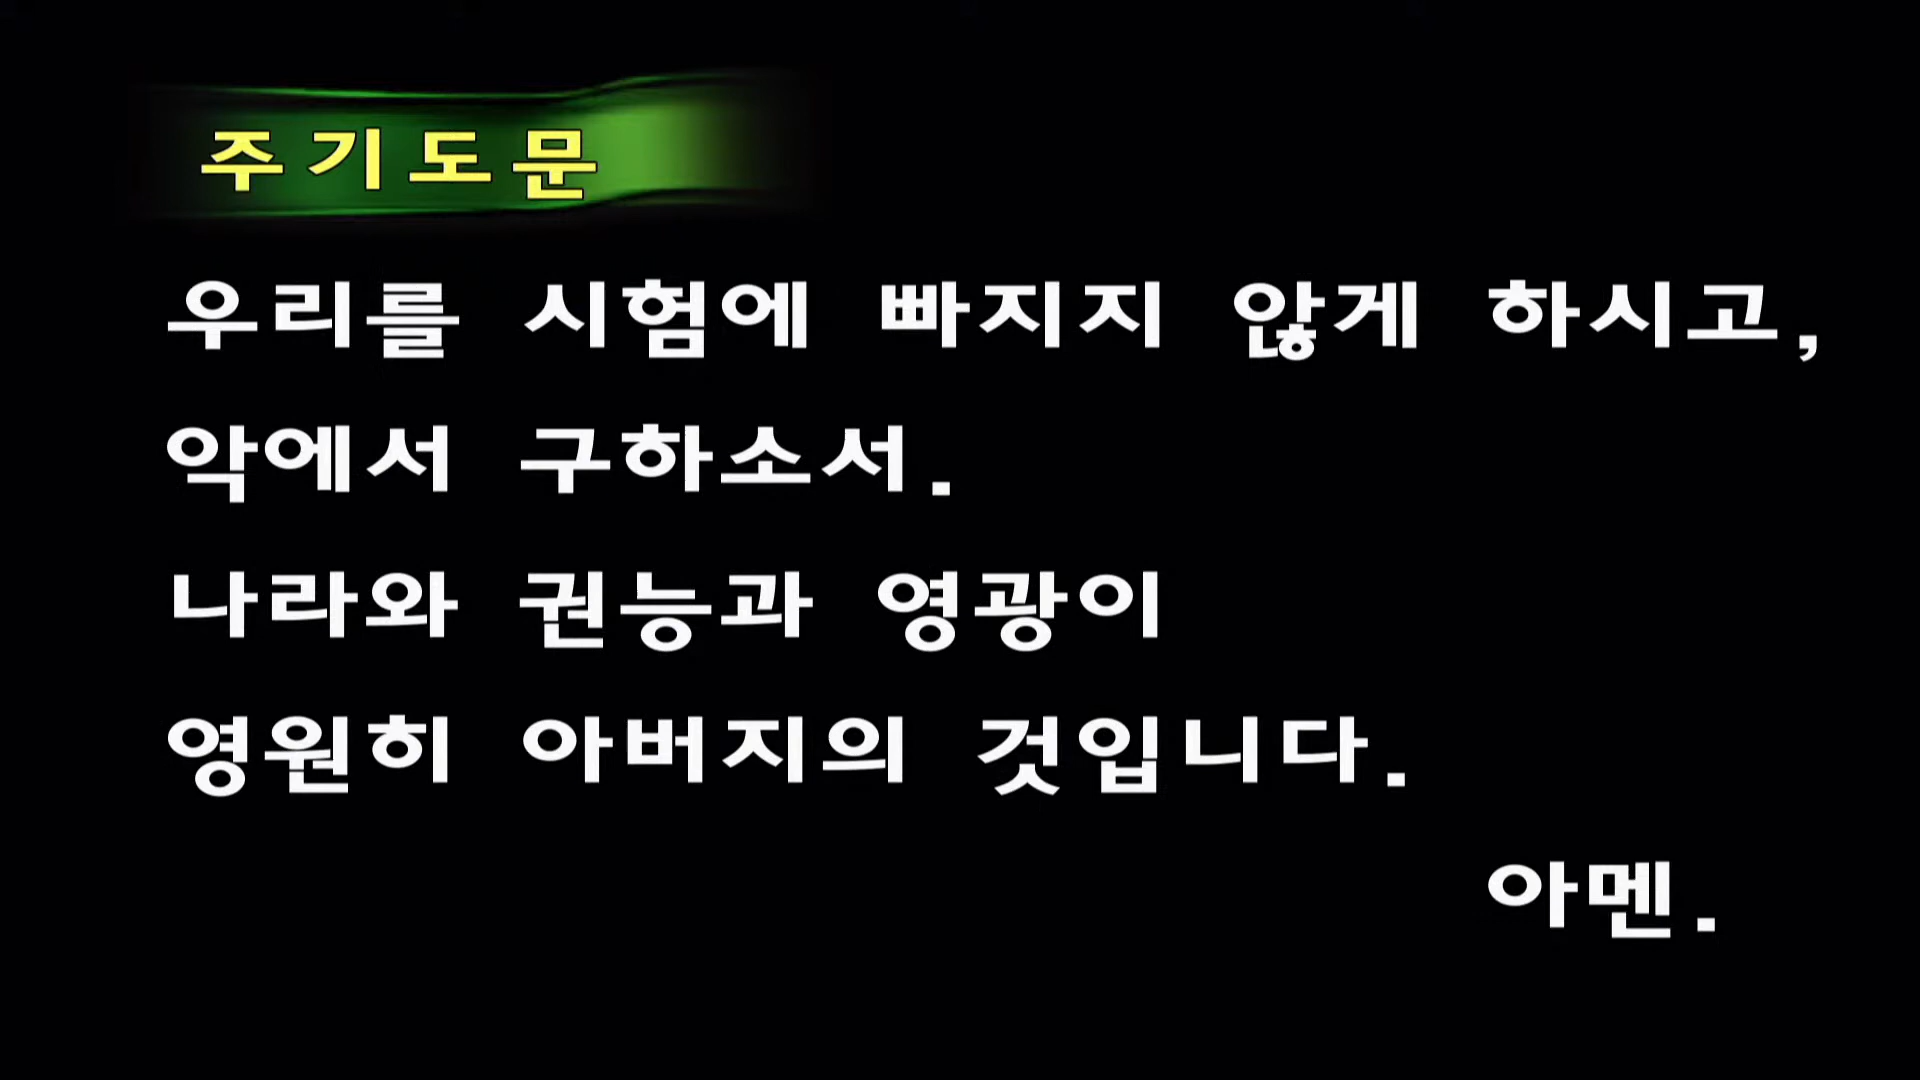 주기도문
우리를 시험에 빠지지 않게 하시고,
악에서 구하소서.
나라와 권능과 영광이
영원히 아버지의 것입니다.
아멘.